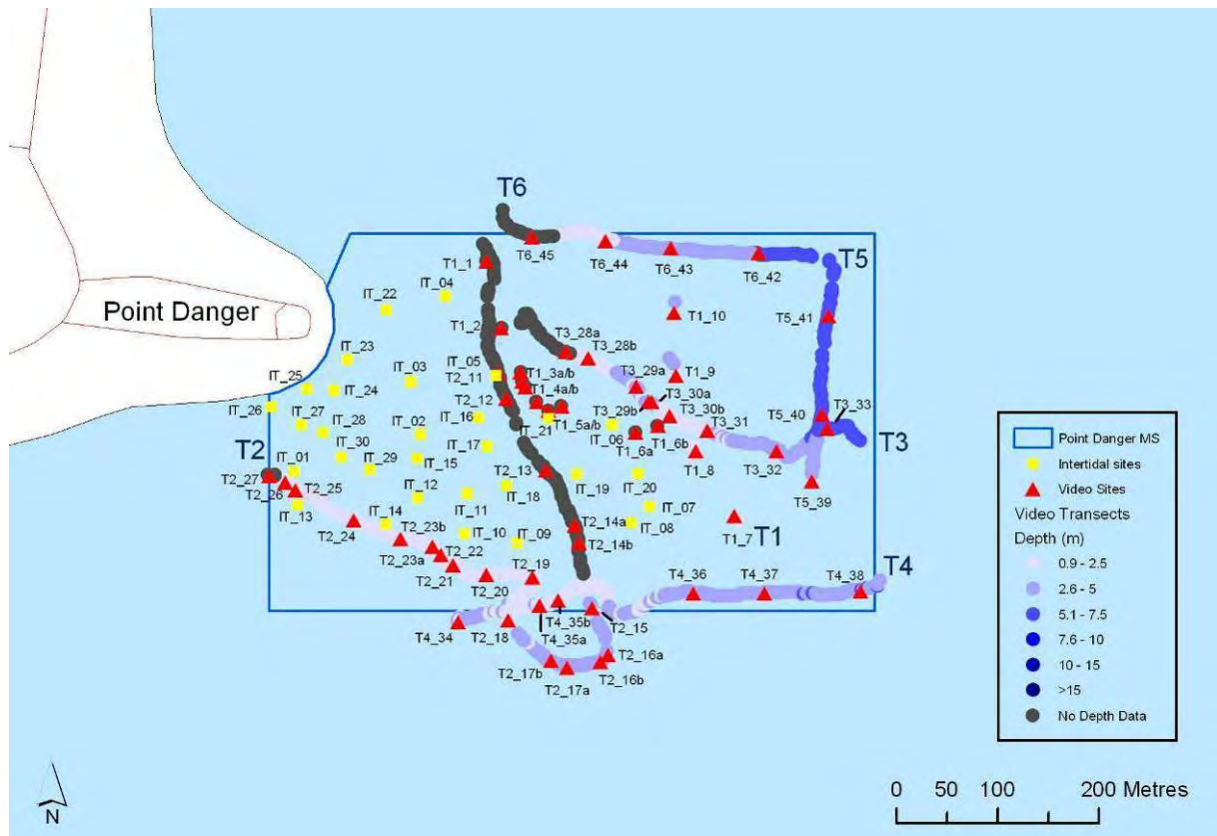 T6
T6_45
T6_44
T6_43
T6_42
T5
T1_1
IT_04
IT_22
T1_10
T5_41
Point Danger
T1_2
T3_28a
T3_28b
IT_23
IT_05
IT_03
T2_11
T1_3a/b
T3_29a
T1_9
IT_25
IT_24
T1_4a/b
T3_30a
T2_12
IT_26
T3_29b
T3_30b
T5_40
T3_33
IT_27
IT_28
IT_02
IT_16
IT_21
T1_5a/b
IT_06
T3_31
T1_6a
T1_6b
T3
IT_30
IT_17
T2
IT_01
IT_29
IT_15
T2_13
T1_8
T3_32
T2_27
T2_26
T2_25
IT_12
IT_18
IT_19
IT_20
T5_39
IT_13
IT_11
IT_07
T2_24
IT_14
T2_23b
IT_10
IT_09
T2_14a
IT_08
T1_7
T1
T2_23a
T2_22
T2_14b
T2_21
T2_19
T4_36
T4_37
T4_38
T4
T2_20
T4_34
T2_18
T4_35b
T4_35a
T2_15
T2_17b
T2_17a
T2_16a
T2_16b
Legend
Point Danger MS
Intertidal sites
Video Sites
Video Transects
Depth (m)
0.9 - 2.5
2.6 - 5
5.1 - 7.5
7.6 - 10
10 - 15
>15
No Depth Data
N
0 50 100 200 Metres